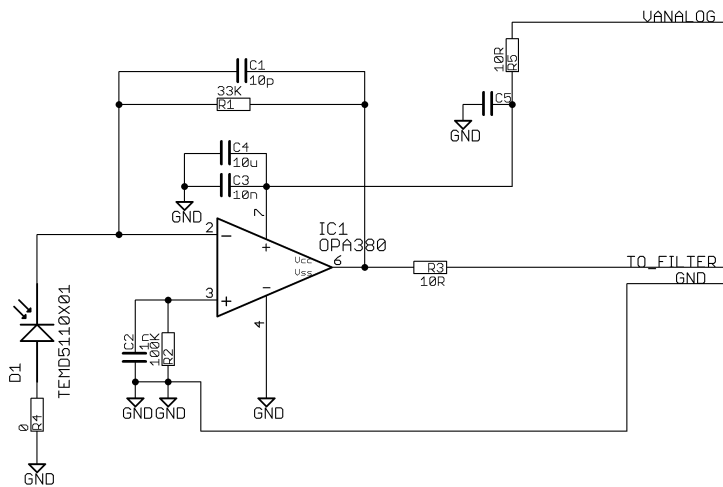 VANALOG
10R
R5
C1
10p
33K
R1
C5
GND
C4
10u
C3
10n
GND
7
IC1
OPA380
2
-
+
Vcc
Vss
6
TO_FILTER
GND
R3
10R
3
+
-
4
C2
1n
100K
R2
D1
TEMD5110X01
GND
GND
GND
0
R4
GND